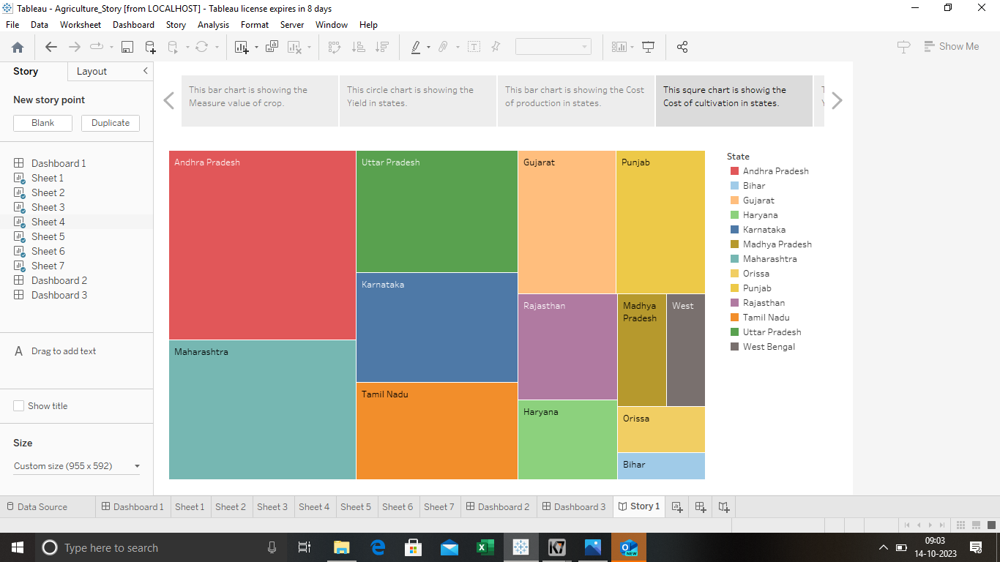 Tableau - Agriculture_Story [from LOCALHOST] - Tableau license expires in 8 days
File Data Worksheet Dashboard Story Analysis Format Server Window Help
Show Me
Story Layout
New story point
Blank Duplicate
Dashboard 1
Sheet 1
Sheet 2
Sheet 3
Sheet 4
Sheet 5
Sheet 6
Sheet 7
Dashboard 2
Dashboard 3
A Drag to add text
Show title
Size
Custom size (955 x 592)
This bar chart is showing the
Measure value of crop.
This circle chart is showing the
Yield in states.
This bar chart is showing the Cost
of production in states.
This squre chart is showig the
Cost of cultivation in states.
Andhra Pradesh
Maharashtra
Uttar Pradesh
Karnataka
Tamil Nadu
Gujarat
Punjab
Rajasthan
Haryana
Madhya
Pradesh
West
Orissa
Bihar
State
Andhra Pradesh
Bihar
Gujarat
Haryana
Karnataka
Madhya Pradesh
Maharashtra
Orissa
Punjab
Rajasthan
Tamil Nadu
Uttar Pradesh
West Bengal
Data Source Dashboard 1 Sheet 1 Sheet 2 Sheet 3 Sheet 4 Sheet 5 Sheet 6 Sheet 7 Dashboard 2 Dashboard 3 Story 1
Type here to search
K7
NEW
09:03
14-10-2023